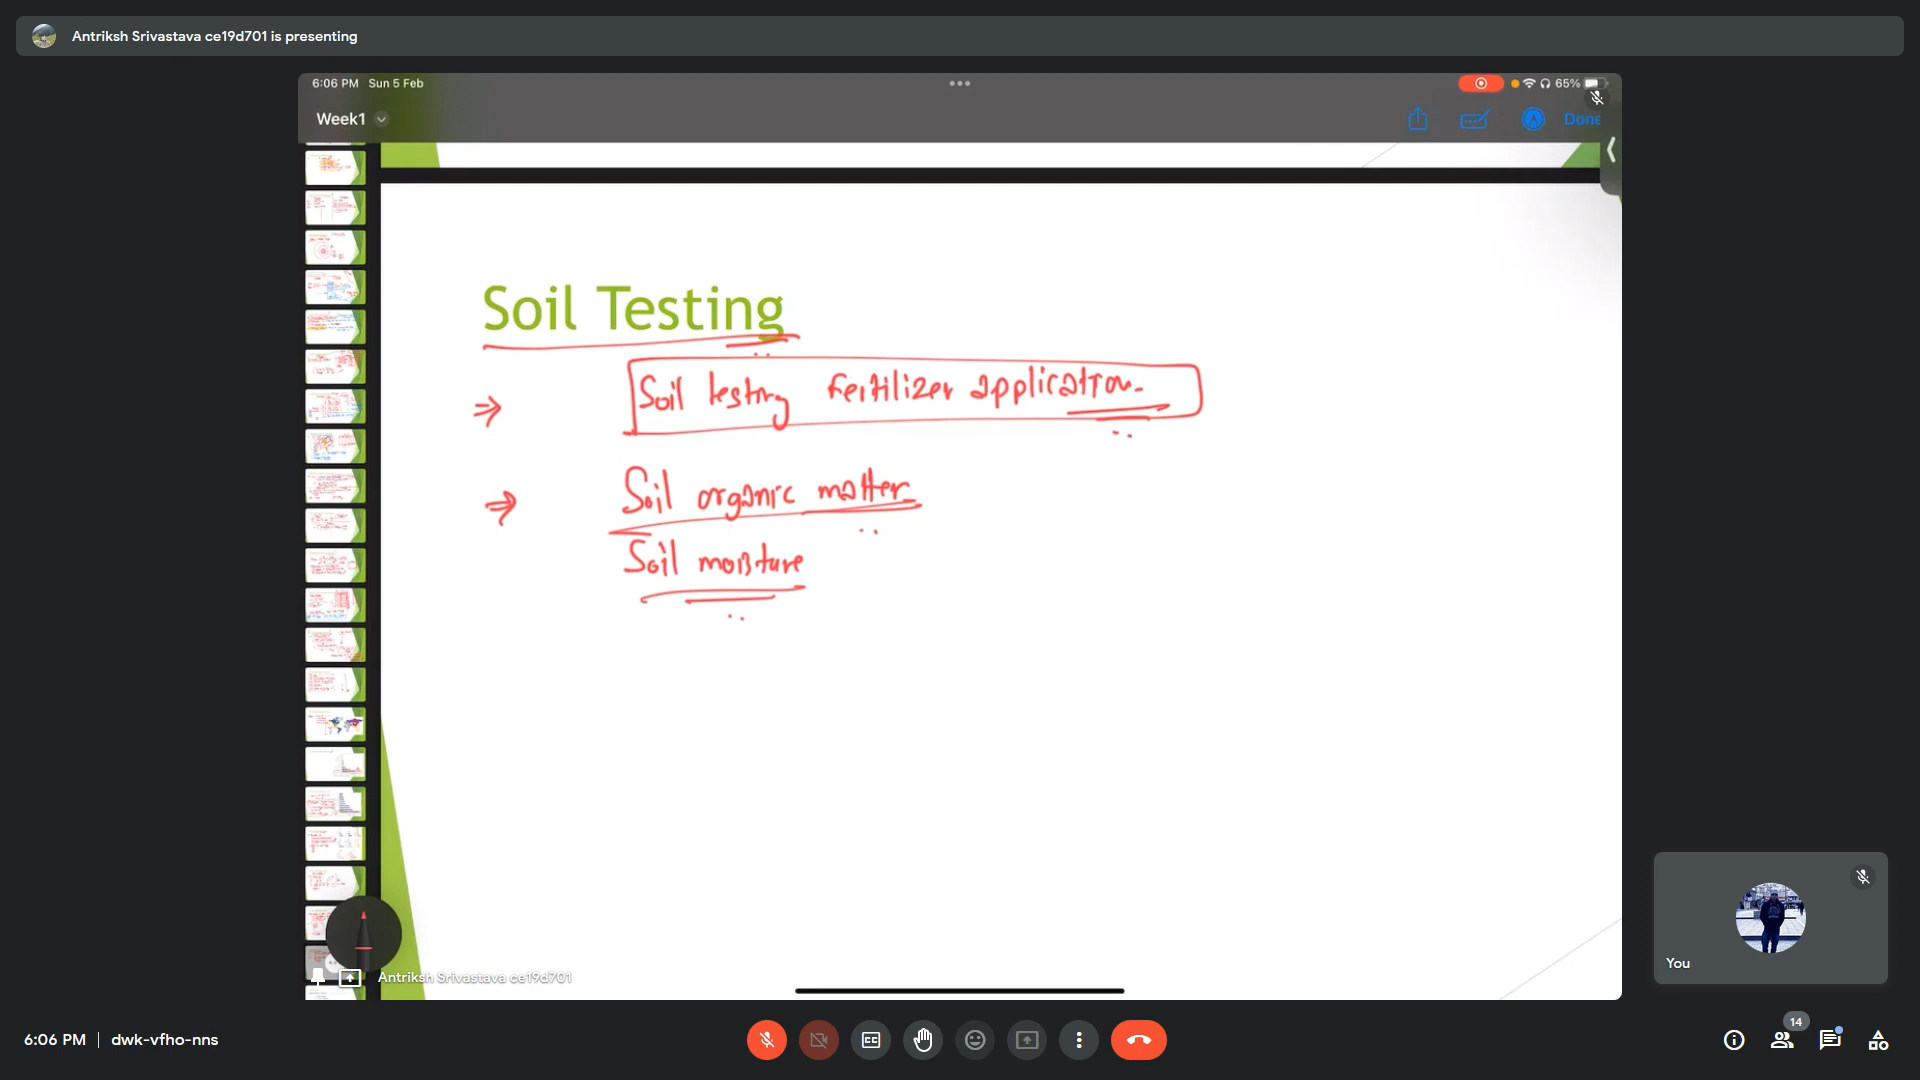 Antriksh Srivastava ce19d701 is presenting
6:06 PM Sun 5 Feb
65%
Week1
Done
Soil Testing
⇒ Soil testing fertilizer application
⇒ Soil organic matter
Soil moisture
Antriksh Srivastava ce19d701
You
6:06 PM | dwk-vfho-nns
CC
14